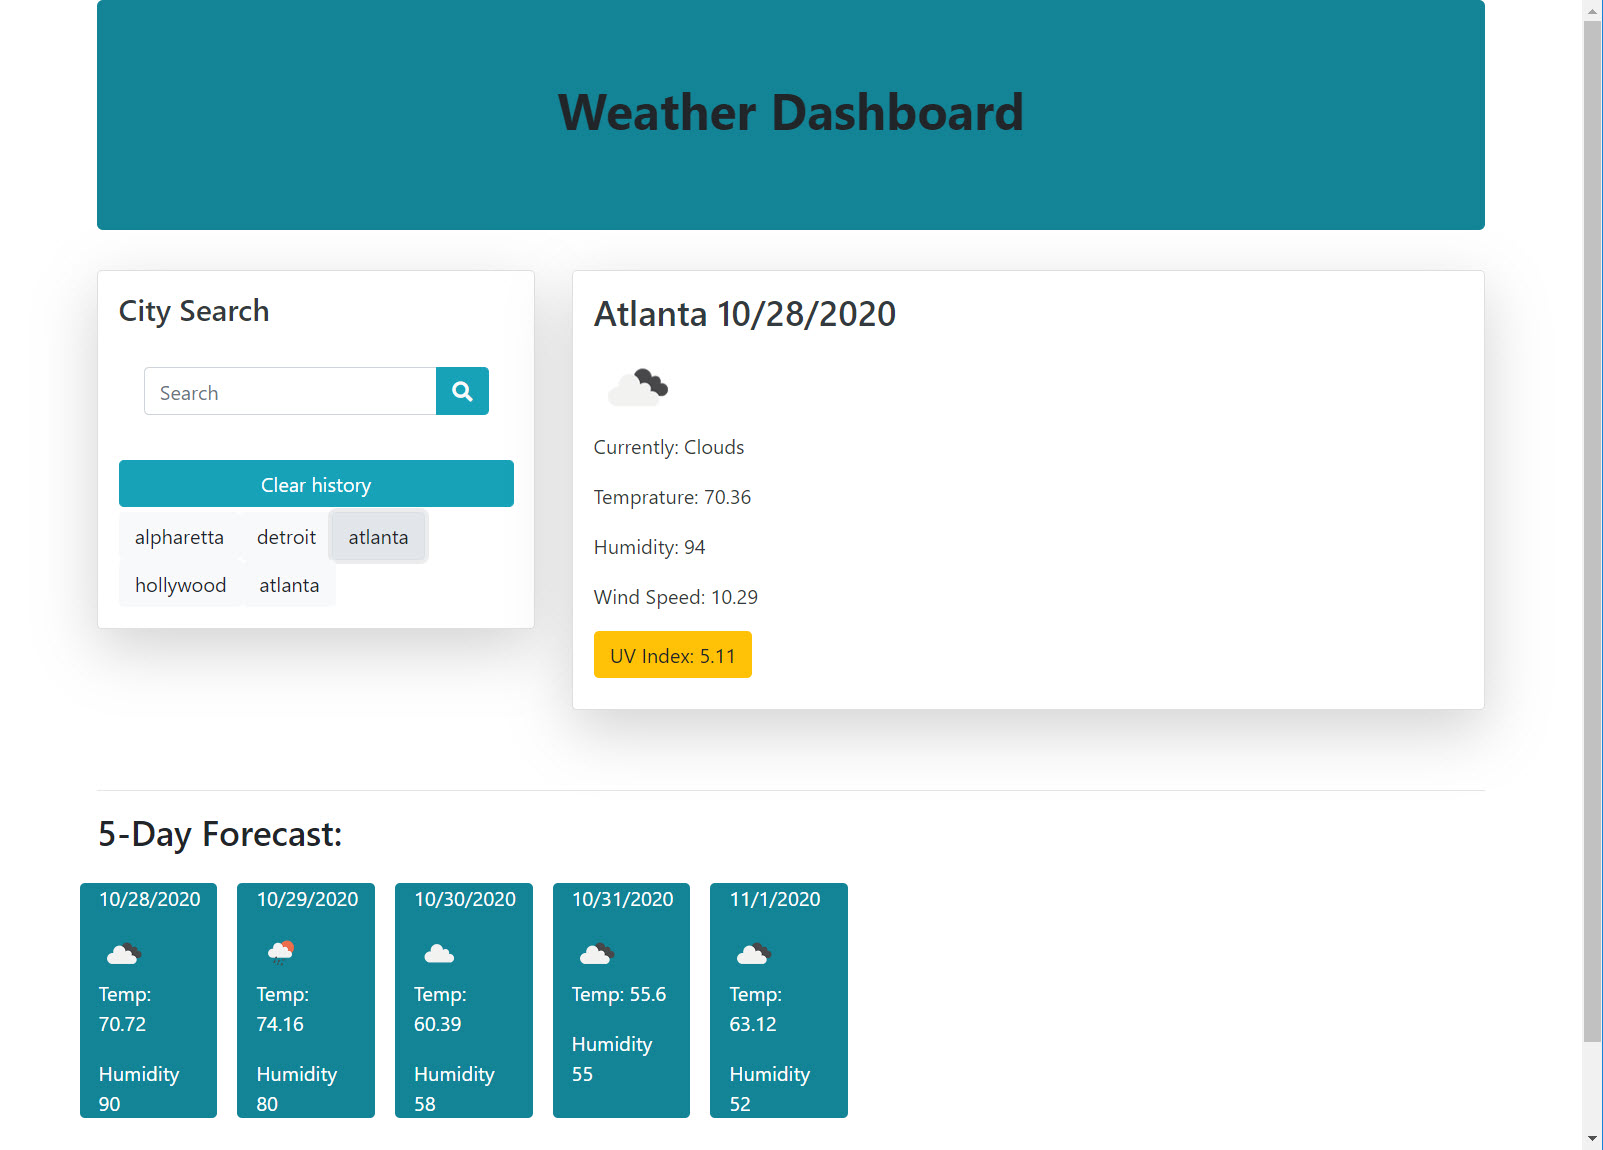 Weather Dashboard
City Search
Search
Clear history
alpharetta
detroit
atlanta
hollywood
atlanta
Atlanta 10/28/2020
Currently: Clouds
Temprature: 70.36
Humidity: 94
Wind Speed: 10.29
UV Index: 5.11
5-Day Forecast:
10/28/2020
Temp:
70.72
Humidity
90
10/29/2020
Temp:
74.16
Humidity
80
10/30/2020
Temp:
60.39
Humidity
58
10/31/2020
Temp: 55.6
Humidity
55
11/1/2020
Temp:
63.12
Humidity
52